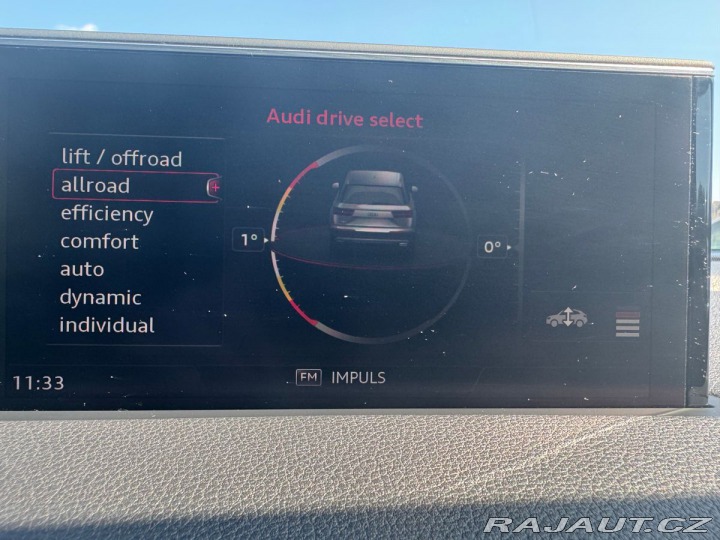 Audi drive select
lift / offroad
allroad
efficiency
comfort
auto
dynamic
individual
1°
0°
11:33
FM IMPULS
RAJAUT.CZ